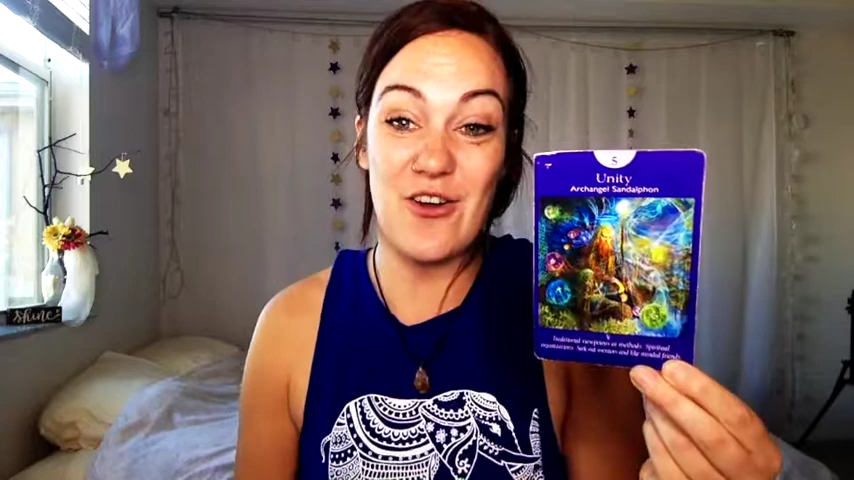 5
Unity
Archangel Sandalphon
Traditional viewpoints or methods. Spiritual
organizations. Seek out mentors and like-minded friends.
shine